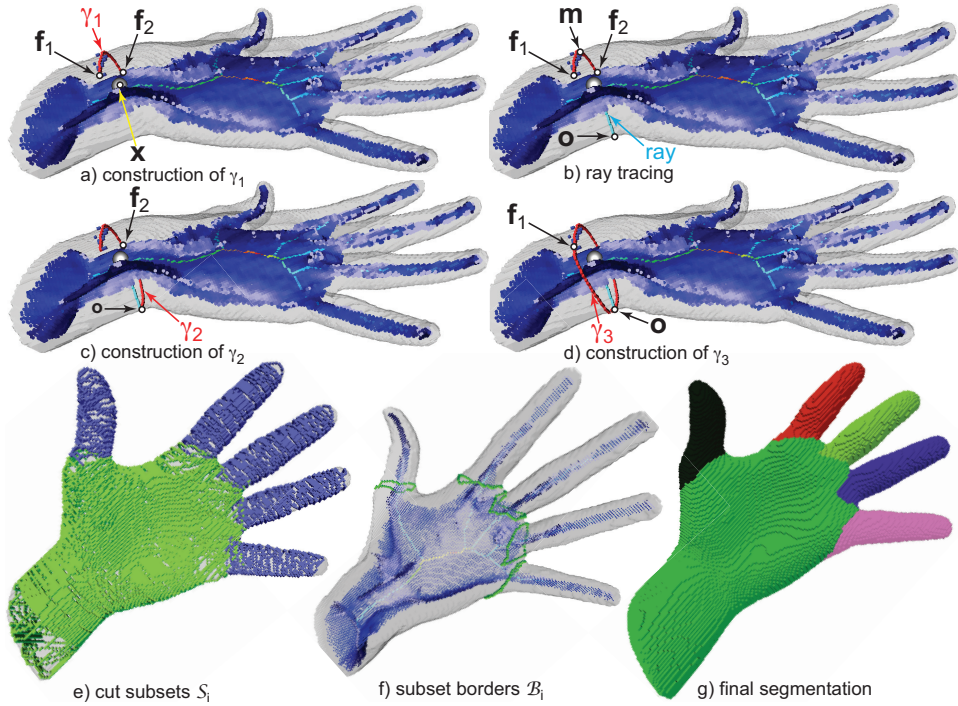 γ₁
f₁
f₂
x
a) construction of γ₁
m
f₁
f₂
o
ray
b) ray tracing
f₂
o
γ₂
c) construction of γ₂
f₁
γ₃
o
d) construction of γ₃
e) cut subsets 𝒮ᵢ
f) subset borders ℬᵢ
g) final segmentation